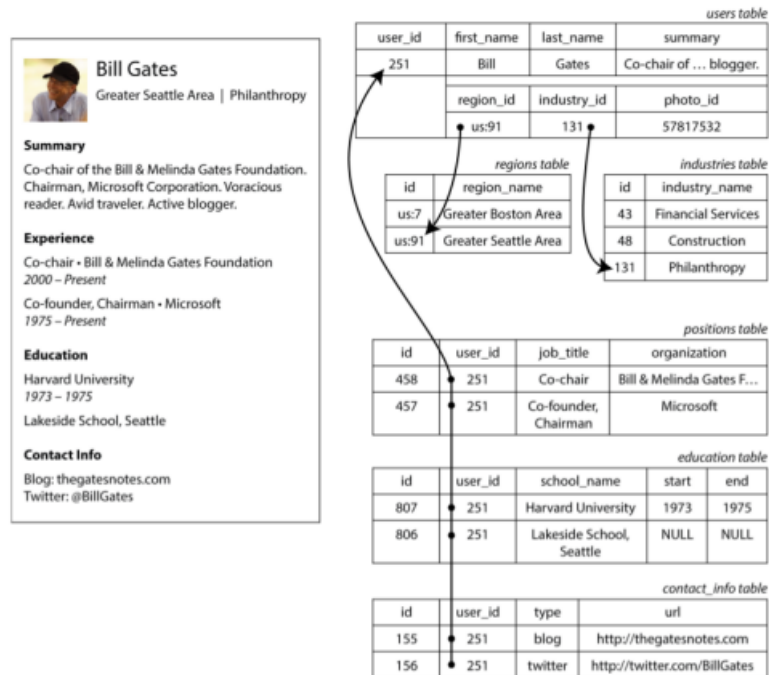 Bill Gates
Greater Seattle Area | Philanthropy
Summary
Co-chair of the Bill & Melinda Gates Foundation.
Chairman, Microsoft Corporation. Voracious
reader. Avid traveler. Active blogger.
Experience
Co-chair • Bill & Melinda Gates Foundation
2000 – Present
Co-founder, Chairman • Microsoft
1975 – Present
Education
Harvard University
1973 – 1975
Lakeside School, Seattle
Contact Info
Blog: thegatesnotes.com
Twitter: @BillGates
users table
user_id first_name last_name summary
251 Bill Gates Co-chair of … blogger.
region_id industry_id photo_id
us:91 131 57817532
regions table
id region_name
us:7 Greater Boston Area
us:91 Greater Seattle Area
industries table
id industry_name
43 Financial Services
48 Construction
131 Philanthropy
positions table
id user_id job_title organization
458 251 Co-chair Bill & Melinda Gates F…
457 251 Co-founder, Microsoft
Chairman
education table
id user_id school_name start end
807 251 Harvard University 1973 1975
806 251 Lakeside School, NULL NULL
Seattle
contact_info table
id user_id type url
155 251 blog http://thegatesnotes.com
156 251 twitter http://twitter.com/BillGates